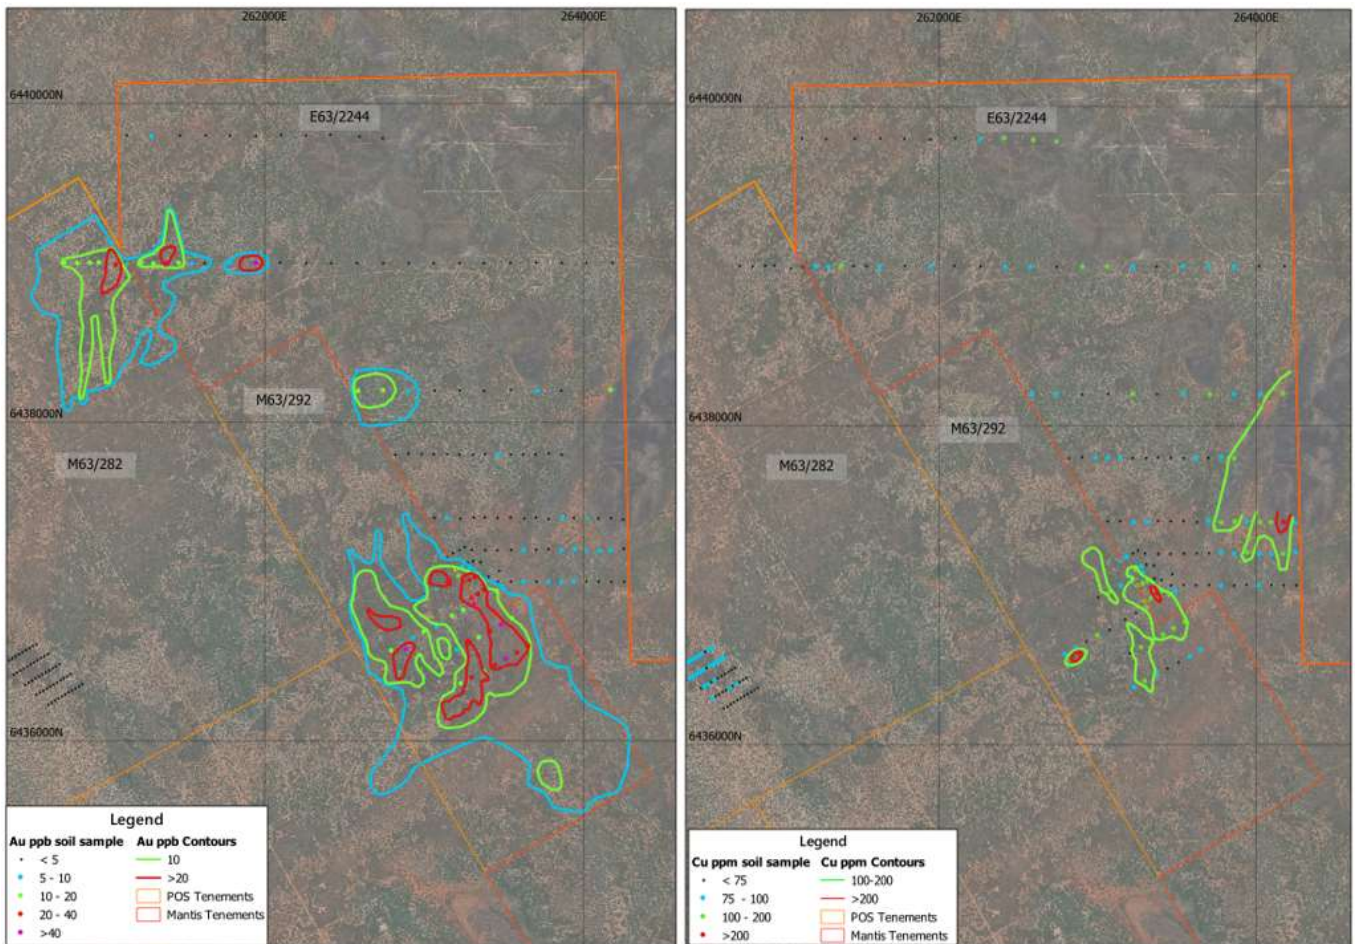 262000E
264000E
6440000N
E63/2244
M63/292
6438000N
M63/282
6436000N
Legend
Au ppb soil sample Au ppb Contours
< 5 10
5 - 10 >20
10 - 20 POS Tenements
20 - 40 Mantis Tenements
>40
262000E
264000E
6440000N
E63/2244
6438000N
M63/292
M63/282
6436000N
Legend
Cu ppm soil sample Cu ppm Contours
< 75 100-200
75 - 100 >200
100 - 200 POS Tenements
>200 Mantis Tenements